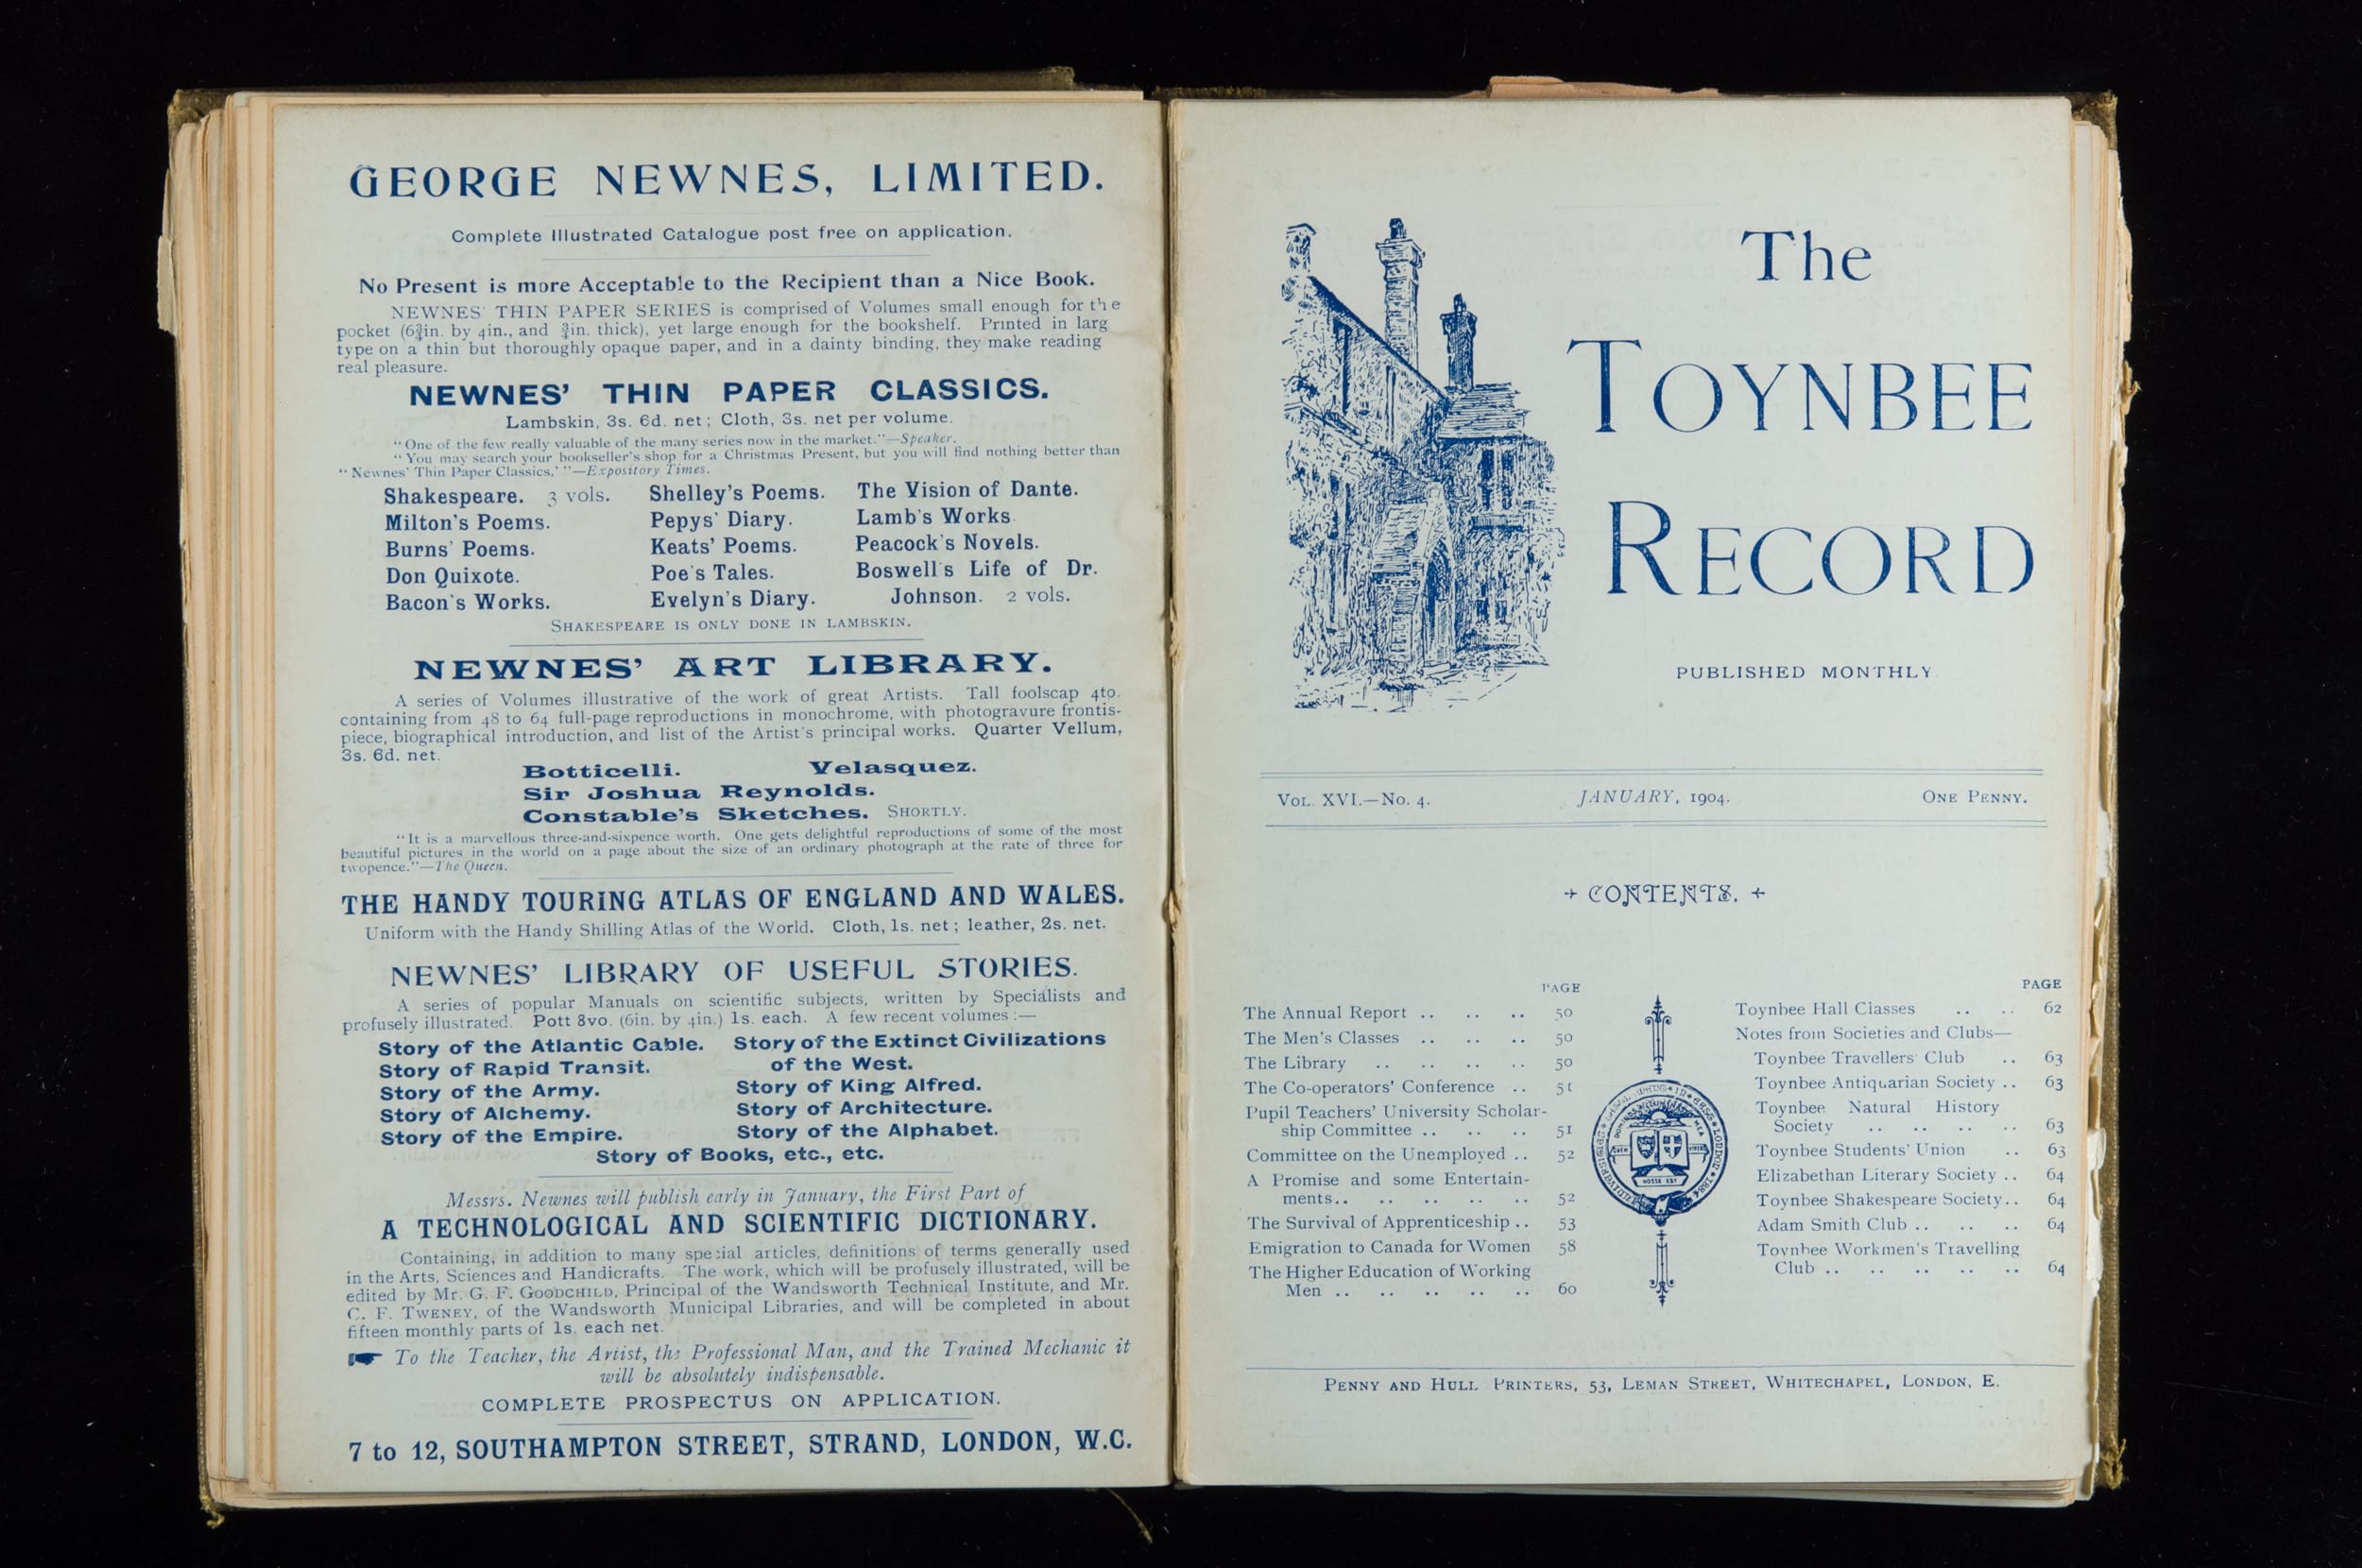 GEORGE NEWNES, LIMITED.
Complete Illustrated Catalogue post free on application.
No Present is more Acceptable to the Recipient than a Nice Book.
NEWNES' THIN PAPER SERIES is comprised of Volumes small enough for the
pocket (6¾in. by 4in., and ¾in. thick), yet large enough for the bookshelf. Printed in larg
type on a thin but thoroughly opaque paper, and in a dainty binding, they make reading
real pleasure.
NEWNES' THIN PAPER CLASSICS.
Lambskin, 3s. 6d. net; Cloth, 3s. net per volume.
"One of the few really valuable of the many series now in the market."—Speaker.
"You may search your bookseller's shop for a Christmas Present, but you will find nothing better than
"Newnes' Thin Paper Classics.'"—Expository Times.
Shakespeare. 3 vols. Shelley's Poems. The Vision of Dante.
Milton's Poems. Pepys' Diary. Lamb's Works
Burns' Poems. Keats' Poems. Peacock's Novels.
Don Quixote. Poe's Tales. Boswell's Life of Dr.
Bacon's Works. Evelyn's Diary. Johnson. 2 vols.
SHAKESPEARE IS ONLY DONE IN LAMBSKIN.
NEWNES' ART LIBRARY.
A series of Volumes illustrative of the work of great Artists. Tall foolscap 4to.
containing from 48 to 64 full-page reproductions in monochrome, with photogravure frontis-
piece, biographical introduction, and list of the Artist's principal works. Quarter Vellum,
3s. 6d. net.
Botticelli. Velasquez.
Sir Joshua Reynolds.
Constable's Sketches. SHORTLY.
"It is a marvellous three-and-sixpence worth. One gets delightful reproductions of some of the most
beautiful pictures in the world on a page about the size of an ordinary photograph at the rate of three for
twopence."—The Queen.
THE HANDY TOURING ATLAS OF ENGLAND AND WALES.
Uniform with the Handy Shilling Atlas of the World. Cloth, 1s. net; leather, 2s. net.
NEWNES' LIBRARY OF USEFUL STORIES.
A series of popular Manuals on scientific subjects, written by Specialists and
profusely illustrated. Pott 8vo. (6in. by 4in.) 1s. each. A few recent volumes:—
Story of the Atlantic Cable. Story of the Extinct Civilizations
Story of Rapid Transit. of the West.
Story of the Army. Story of King Alfred.
Story of Alchemy. Story of Architecture.
Story of the Empire. Story of the Alphabet.
Story of Books, etc., etc.
Messrs. Newnes will publish early in January, the First Part of
A TECHNOLOGICAL AND SCIENTIFIC DICTIONARY.
Containing, in addition to many special articles, definitions of terms generally used
in the Arts, Sciences and Handicrafts. The work, which will be profusely illustrated, will be
edited by Mr. G. F. GOODCHILD, Principal of the Wandsworth Technical Institute, and Mr.
C. F. TWENEY, of the Wandsworth Municipal Libraries, and will be completed in about
fifteen monthly parts of 1s. each net.
☛ To the Teacher, the Artist, the Professional Man, and the Trained Mechanic it
will be absolutely indispensable.
COMPLETE PROSPECTUS ON APPLICATION.
7 to 12, SOUTHAMPTON STREET, STRAND, LONDON, W.C.
The
TOYNBEE
RECORD
PUBLISHED MONTHLY
VOL. XVI.—No. 4. JANUARY, 1904. ONE PENNY.
CONTENTS.
PAGE
The Annual Report .. .. .. 50
The Men's Classes .. .. .. 50
The Library .. .. .. .. 50
The Co-operators' Conference .. 51
Pupil Teachers' University Scholar-
ship Committee .. .. .. 51
Committee on the Unemployed .. 52
A Promise and some Entertain-
ments.. .. .. .. .. 52
The Survival of Apprenticeship .. 53
Emigration to Canada for Women 58
The Higher Education of Working
Men .. .. .. .. .. 60
PAGE
Toynbee Hall Classes .. .. 62
Notes from Societies and Clubs—
Toynbee Travellers' Club .. 63
Toynbee Antiquarian Society .. 63
Toynbee Natural History
Society .. .. .. .. 63
Toynbee Students' Union .. 63
Elizabethan Literary Society .. 64
Toynbee Shakespeare Society.. 64
Adam Smith Club .. .. .. 64
Toynbee Workmen's Travelling
Club .. .. .. .. .. 64
PENNY AND HULL PRINTERS, 53, LEMAN STREET, WHITECHAPEL, LONDON, E.